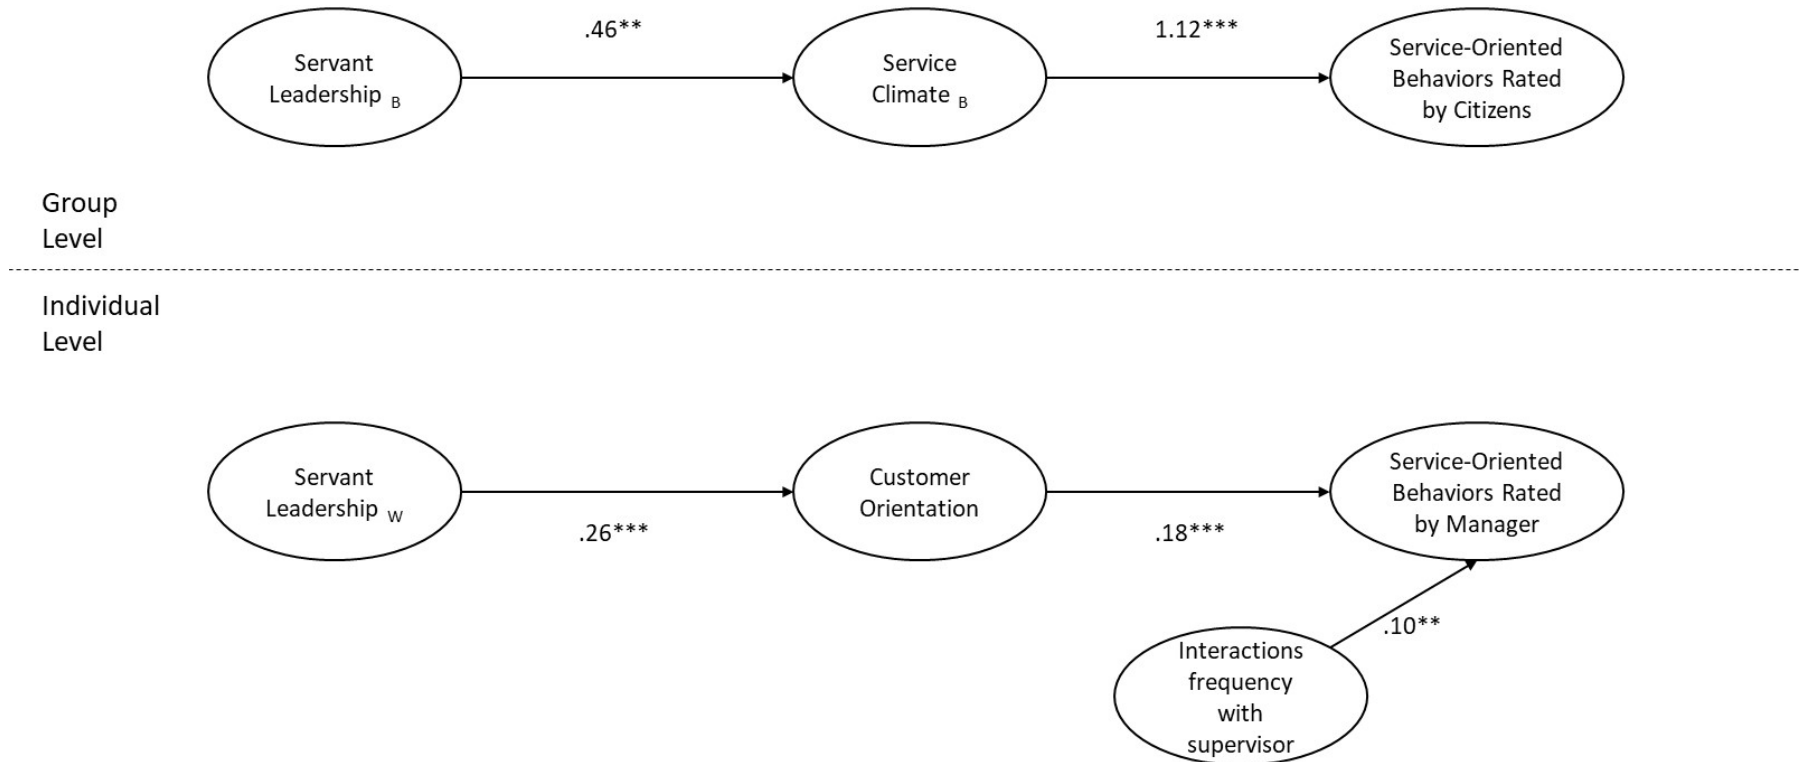 .46**
1.12***
Servant
Leadership B
Service
Climate B
Service-Oriented
Behaviors Rated
by Citizens
Group
Level
Individual
Level
Servant
Leadership W
Customer
Orientation
Service-Oriented
Behaviors Rated
by Manager
.26***
.18***
.10**
Interactions
frequency
with
supervisor